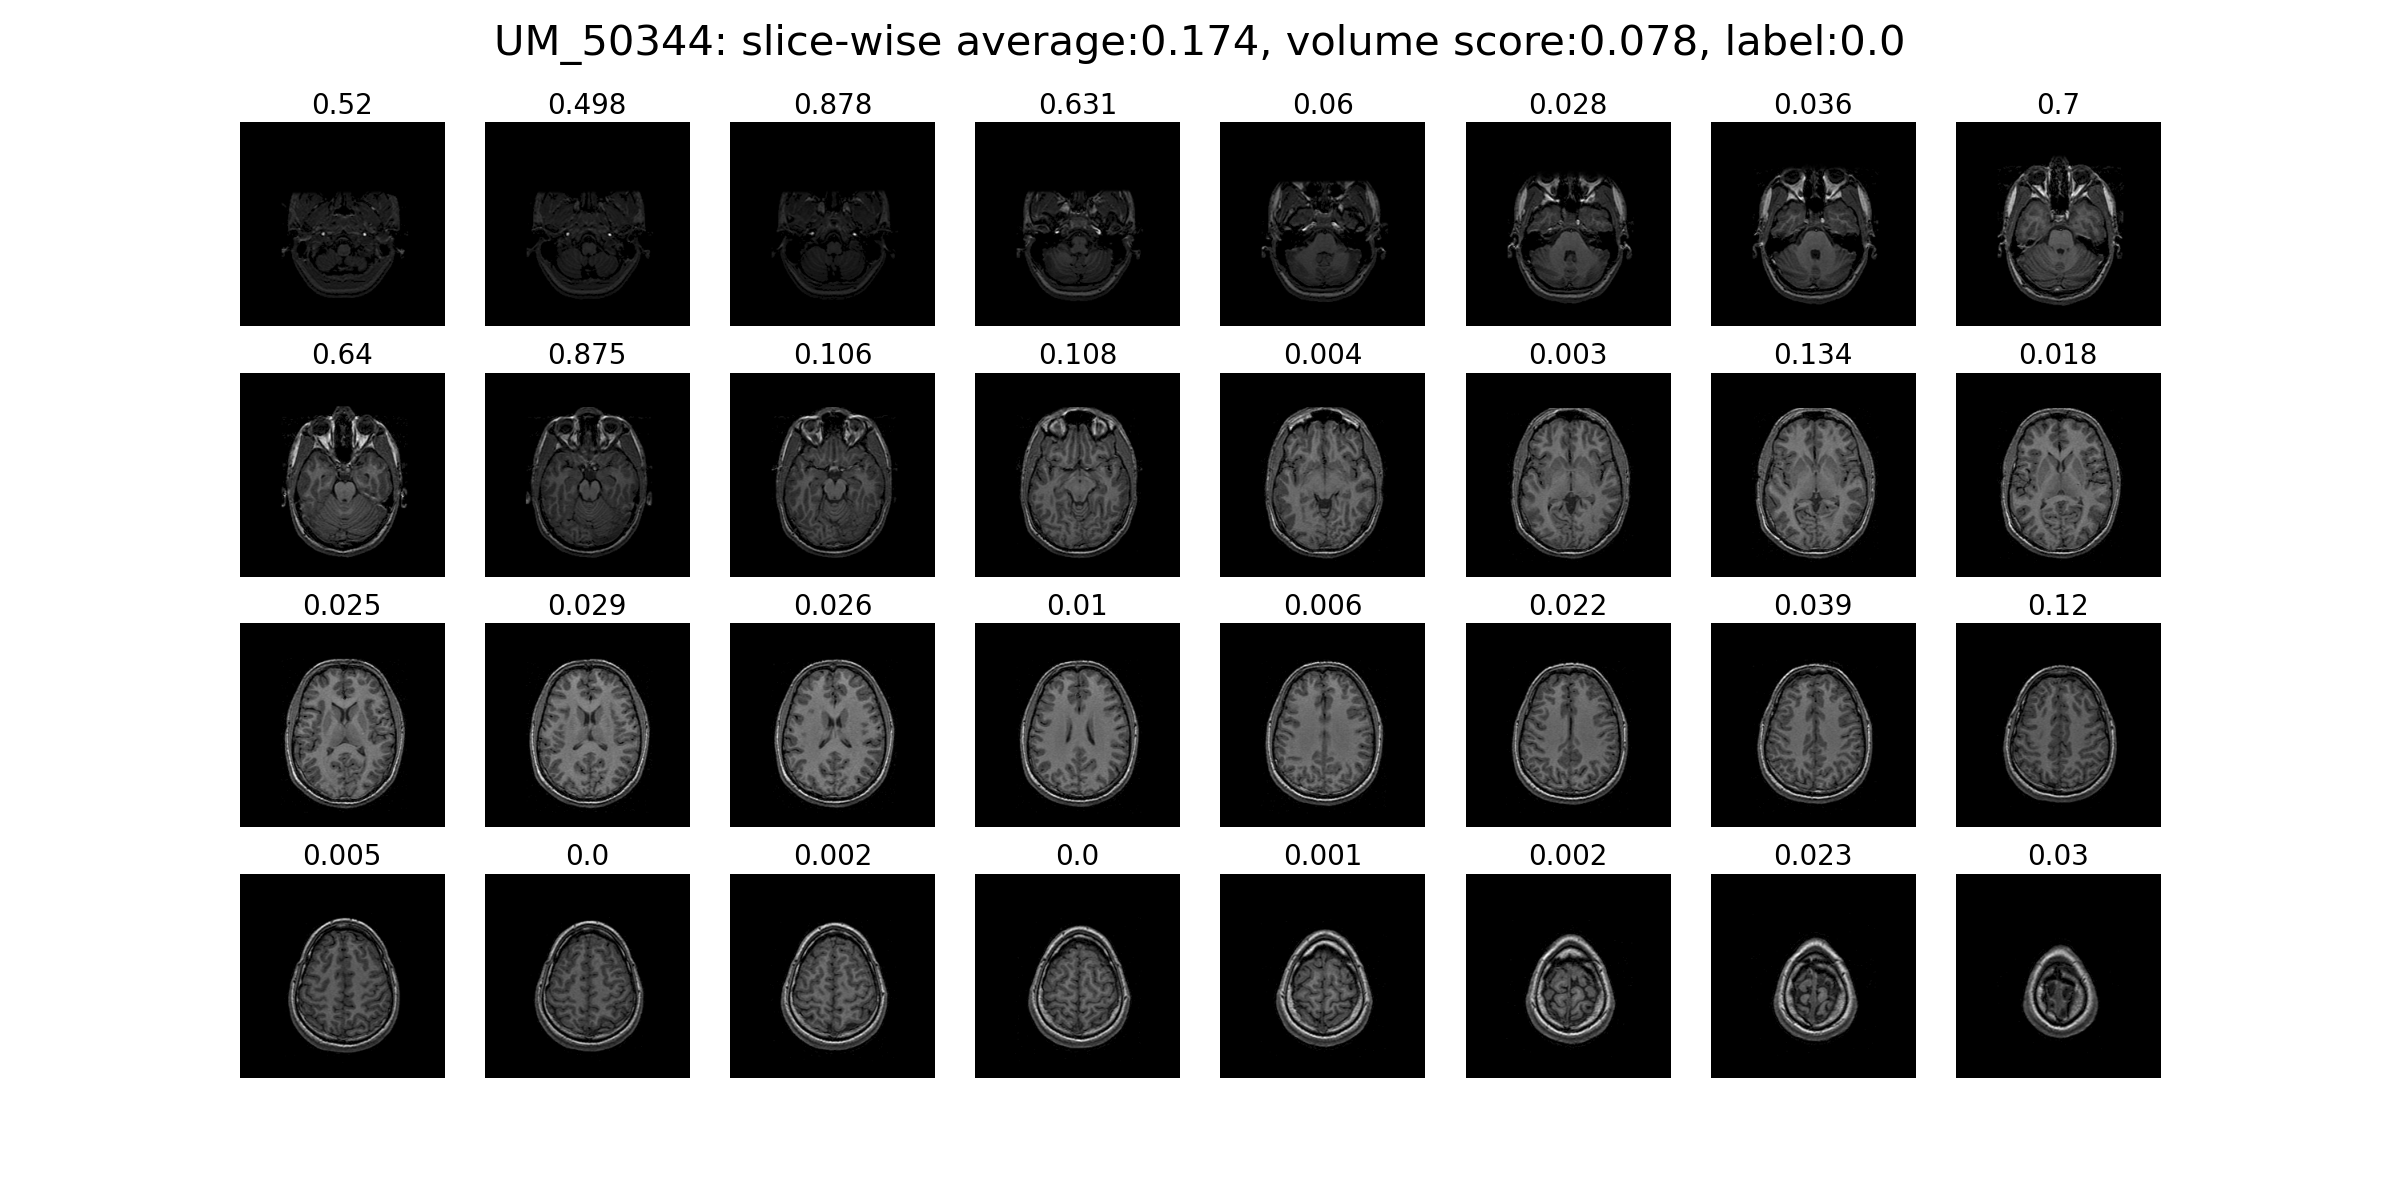 UM_50344: slice-wise average:0.174, volume score:0.078, label:0.0
0.52 0.498 0.878 0.631 0.06 0.028 0.036 0.7
0.64 0.875 0.106 0.108 0.004 0.003 0.134 0.018
0.025 0.029 0.026 0.01 0.006 0.022 0.039 0.12
0.005 0.0 0.002 0.0 0.001 0.002 0.023 0.03